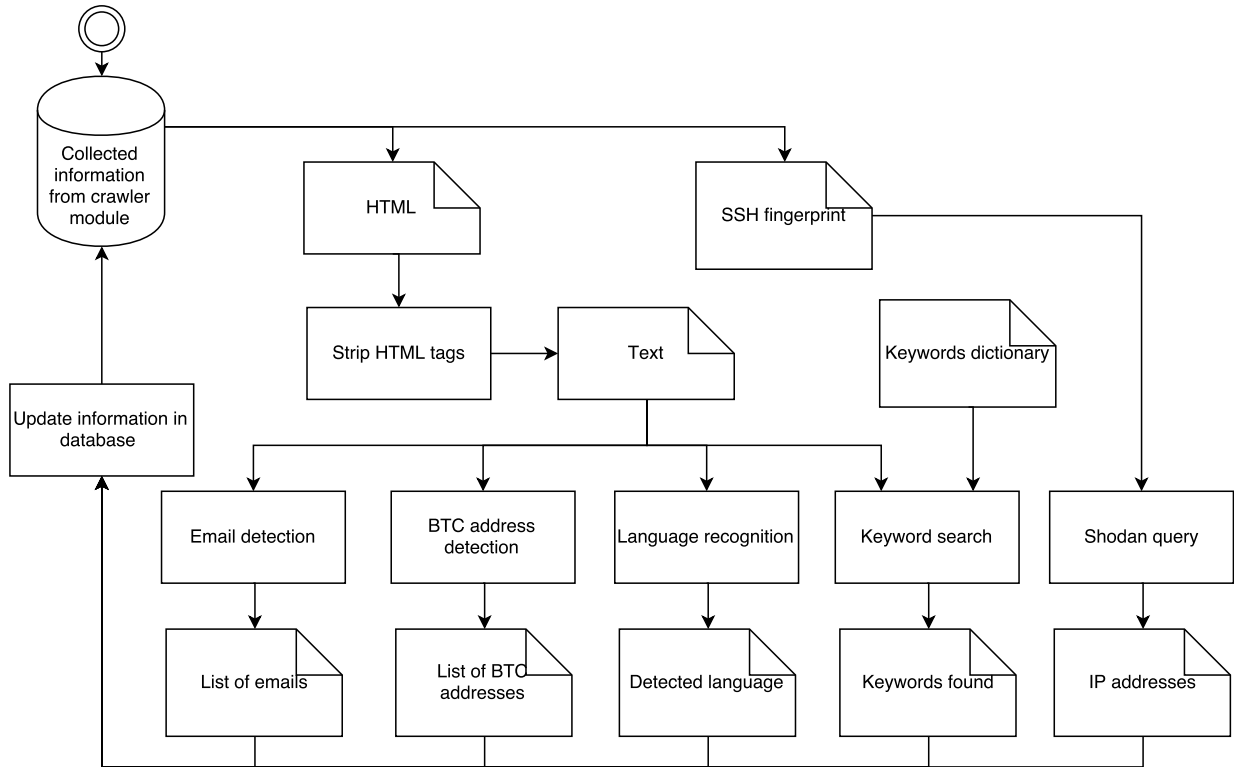 Collected
information
from crawler
module
HTML
SSH fingerprint
Strip HTML tags
Text
Keywords dictionary
Update information in
database
Email detection
BTC address
detection
Language recognition
Keyword search
Shodan query
List of emails
List of BTC
addresses
Detected language
Keywords found
IP addresses